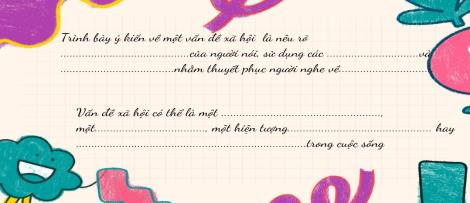 Trình bày ý kiến về một vấn đề xã hội là nêu rõ
............................................của người nói, sử dụng các ................................và
.......................................nhằm thuyết phục người nghe về...............................
Vấn đề xã hội có thể là một .......................................................,
một....................................., một hiện tượng................................................ hay
..............................................................................trong cuộc sống